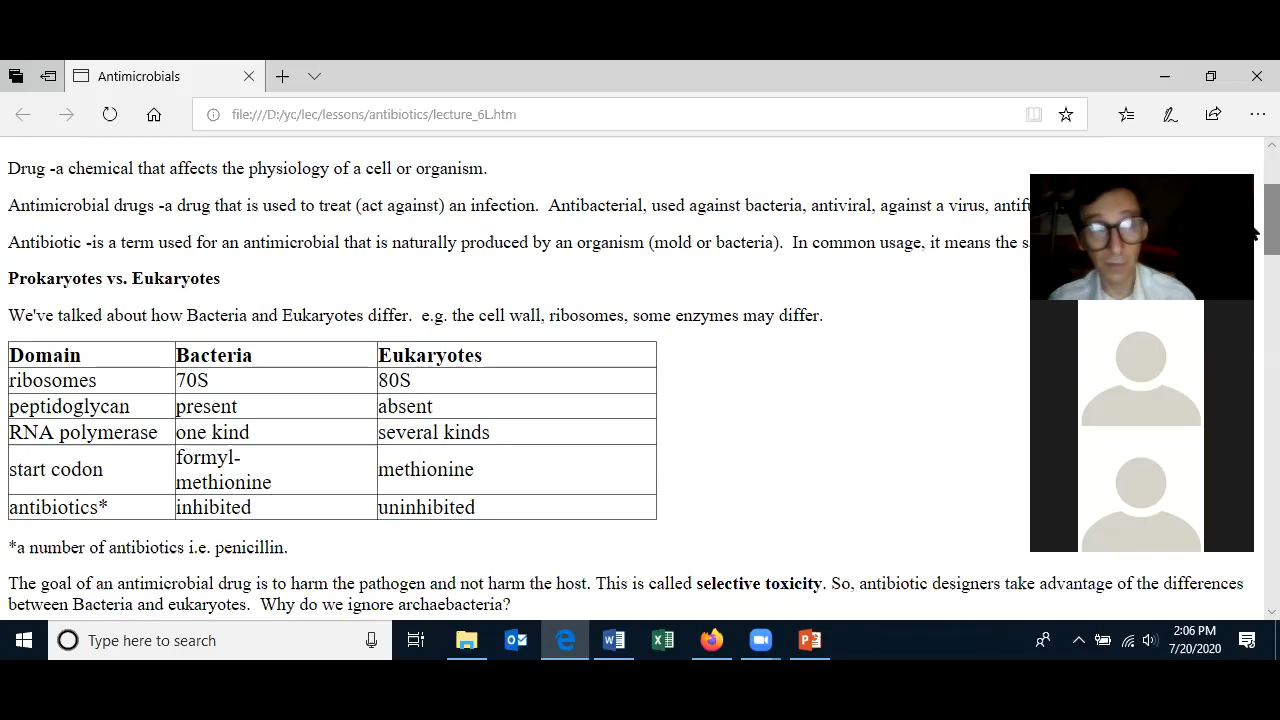 Antimicrobials
file:///D:/yc/lec/lessons/antibiotics/lecture_6L.htm
Drug -a chemical that affects the physiology of a cell or organism.
Antimicrobial drugs -a drug that is used to treat (act against) an infection. Antibacterial, used against bacteria, antiviral, against a virus,
Antibiotic -is a term used for an antimicrobial that is naturally produced by an organism (mold or bacteria). In common usage, it means the
Prokaryotes vs. Eukaryotes
We've talked about how Bacteria and Eukaryotes differ. e.g. the cell wall, ribosomes, some enzymes may differ.
Domain Bacteria Eukaryotes
ribosomes 70S 80S
peptidoglycan present absent
RNA polymerase one kind several kinds
start codon formyl-
methionine methionine
antibiotics* inhibited uninhibited
*a number of antibiotics i.e. penicillin.
The goal of an antimicrobial drug is to harm the pathogen and not harm the host. This is called selective toxicity. So, antibiotic designers take advantage of the differences
between Bacteria and eukaryotes. Why do we ignore archaebacteria?
Type here to search
2:06 PM
7/20/2020